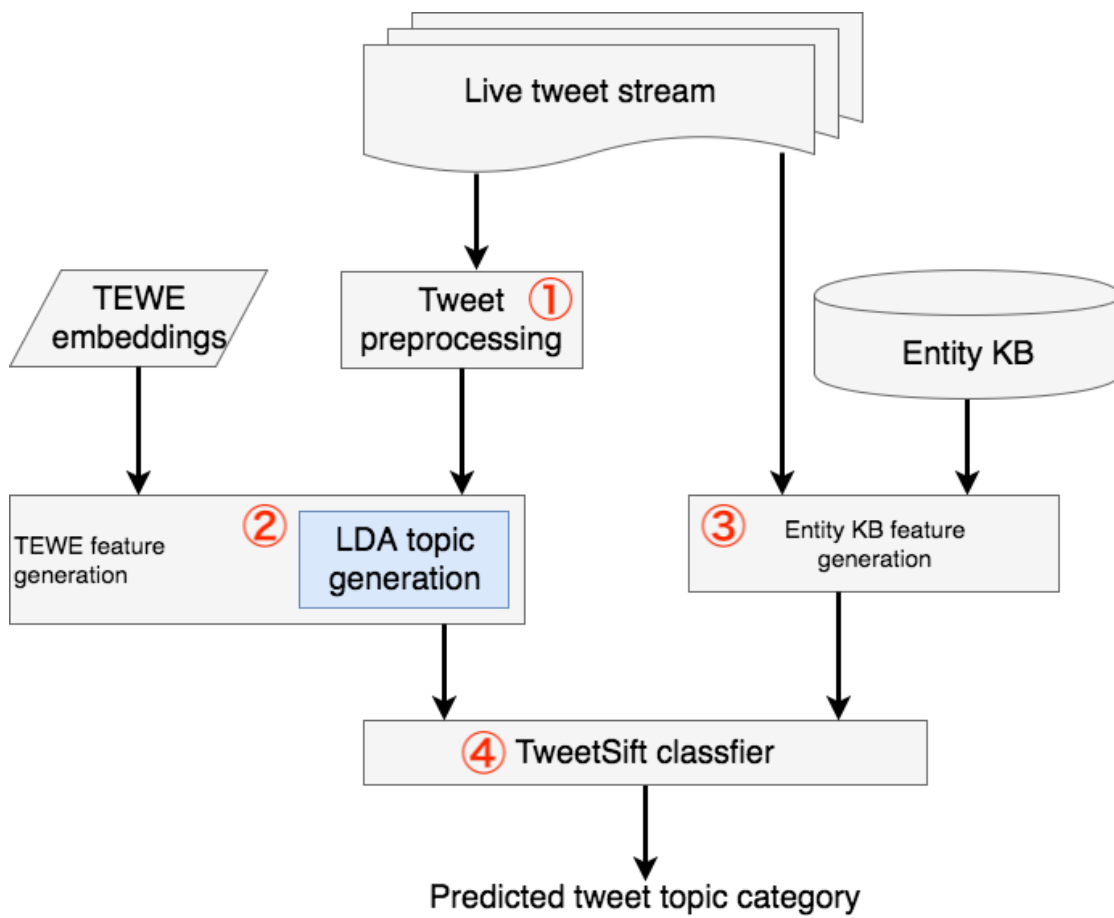 Live tweet stream
TEWE
embeddings
Tweet
preprocessing
①
Entity KB
TEWE feature
generation
②
LDA topic
generation
③
Entity KB feature
generation
④
TweetSift classfier
Predicted tweet topic category